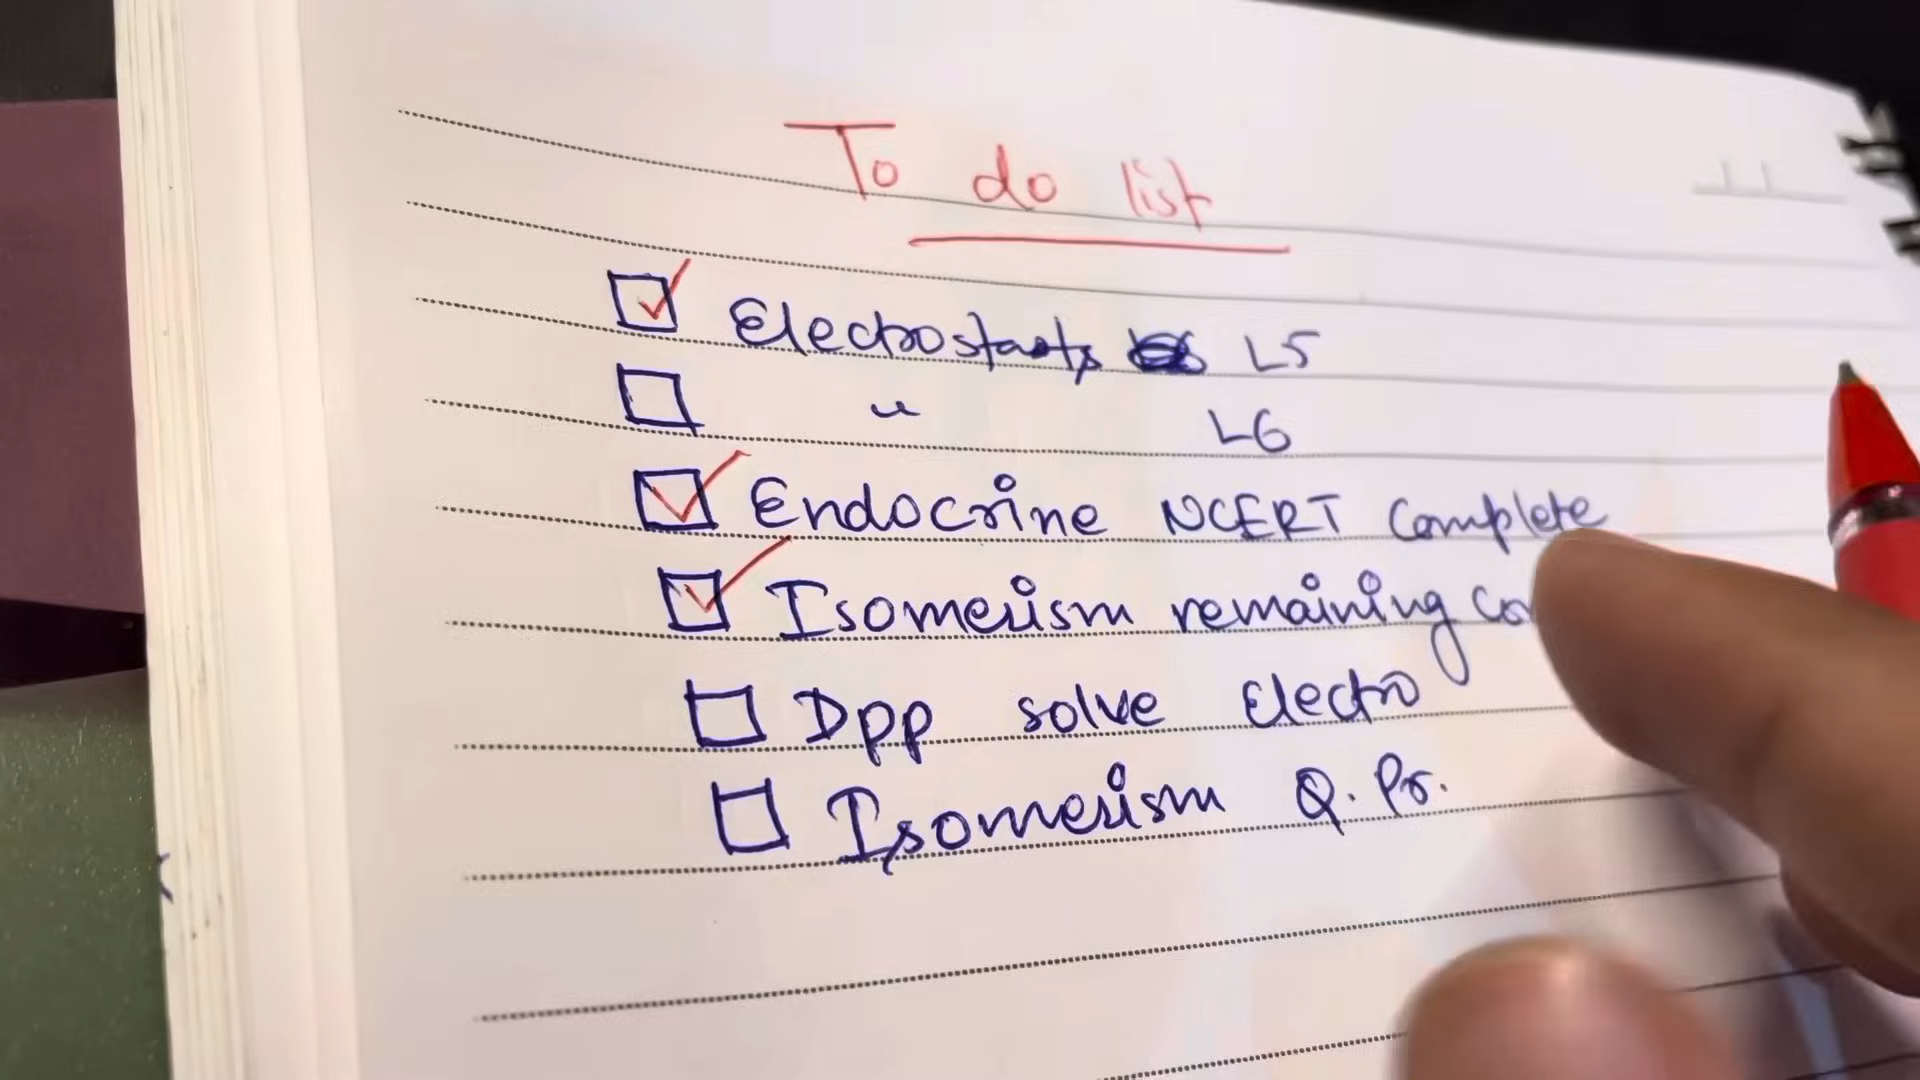 To do list
Electrostats L5
" L6
Endocrine NCERT Complete
Isomerism remaining
Dpp solve Electro
Isomerism Q. Pr.